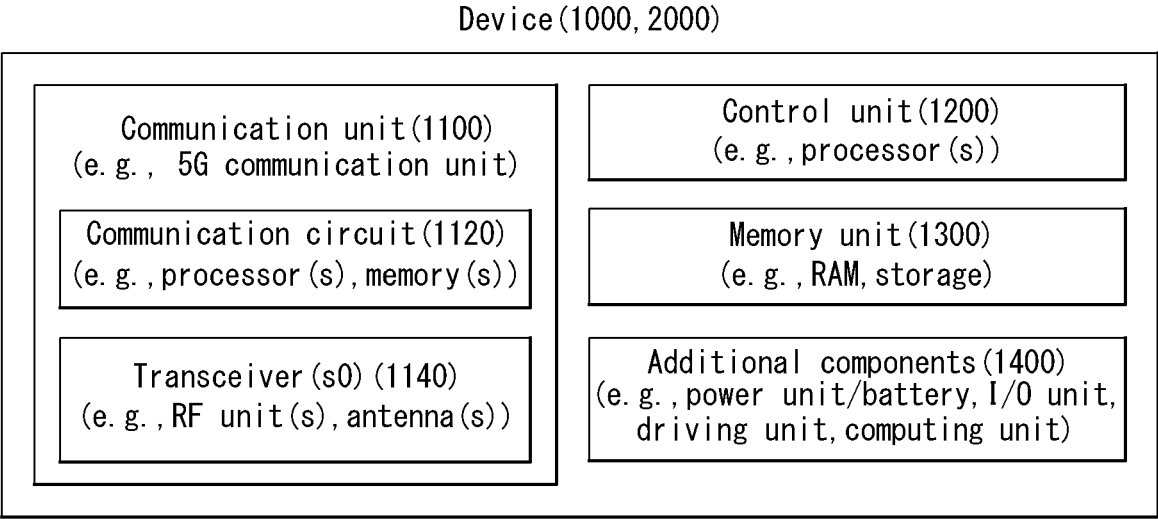 Device(1000,2000)
Communication unit(1100)
(e.g., 5G communication unit)
Communication circuit(1120)
(e.g.,processor(s),memory(s))
Transceiver(s0)(1140)
(e.g.,RF unit(s),antenna(s))
Control unit(1200)
(e.g.,processor(s))
Memory unit(1300)
(e.g.,RAM,storage)
Additional components(1400)
(e.g.,power unit/battery,I/O unit,
driving unit,computing unit)